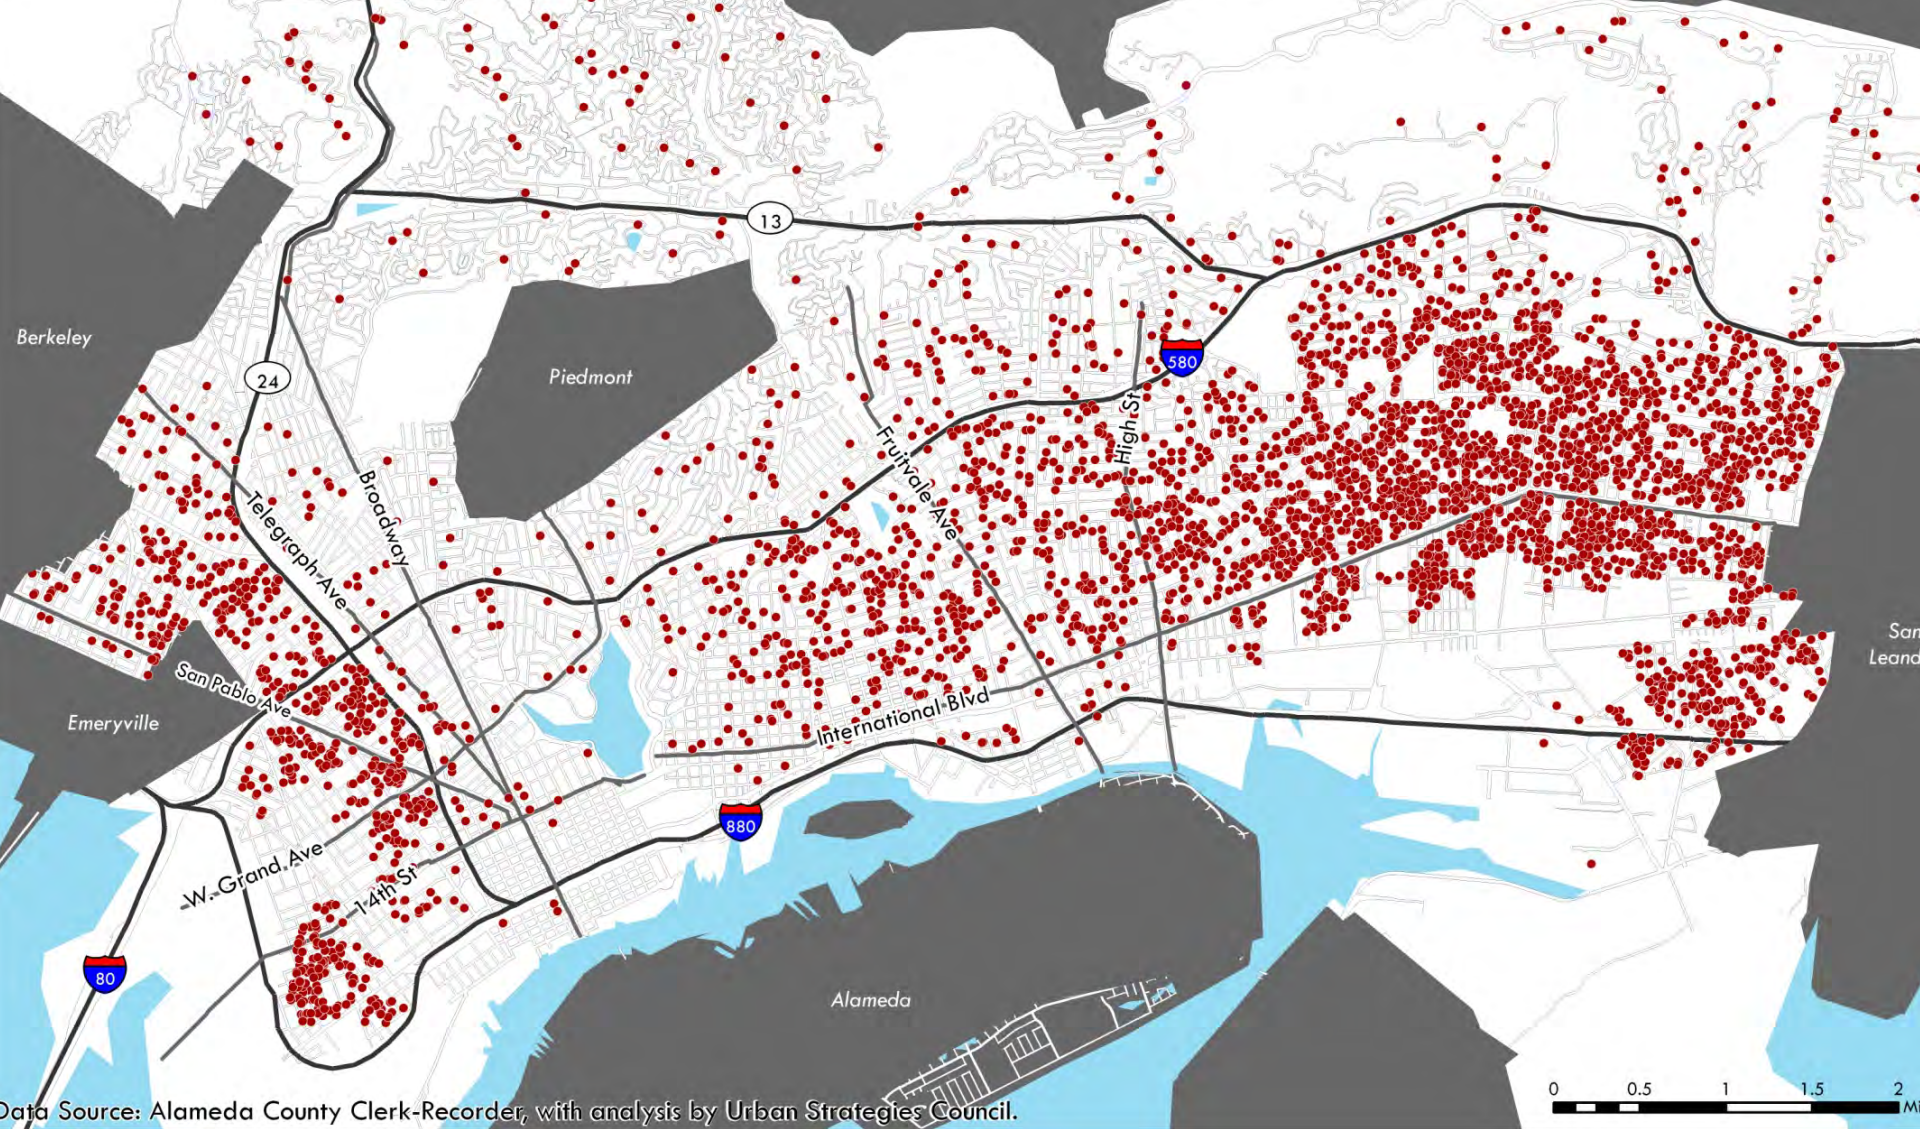 13
Berkeley
Piedmont
580
24
High St
Fruitvale Ave
Broadway
Telegraph Ave
San
Leand
San Pablo Ave
Emeryville
International Blvd
880
W. Grand Ave
14th St
80
Alameda
0 0.5 1 1.5 2
Mi
Data Source: Alameda County Clerk-Recorder, with analysis by Urban Strategies Council.